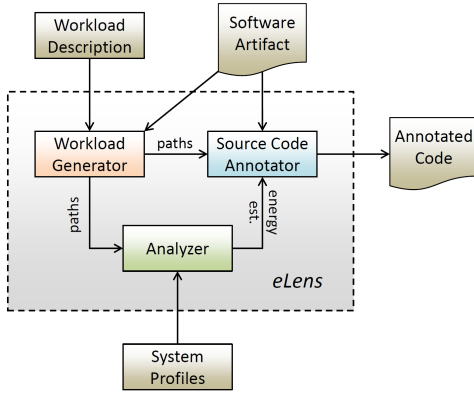 Workload
Description
Software
Artifact
Workload
Generator
paths
Source Code
Annotator
Annotated
Code
paths
energy
est.
Analyzer
eLens
System
Profiles